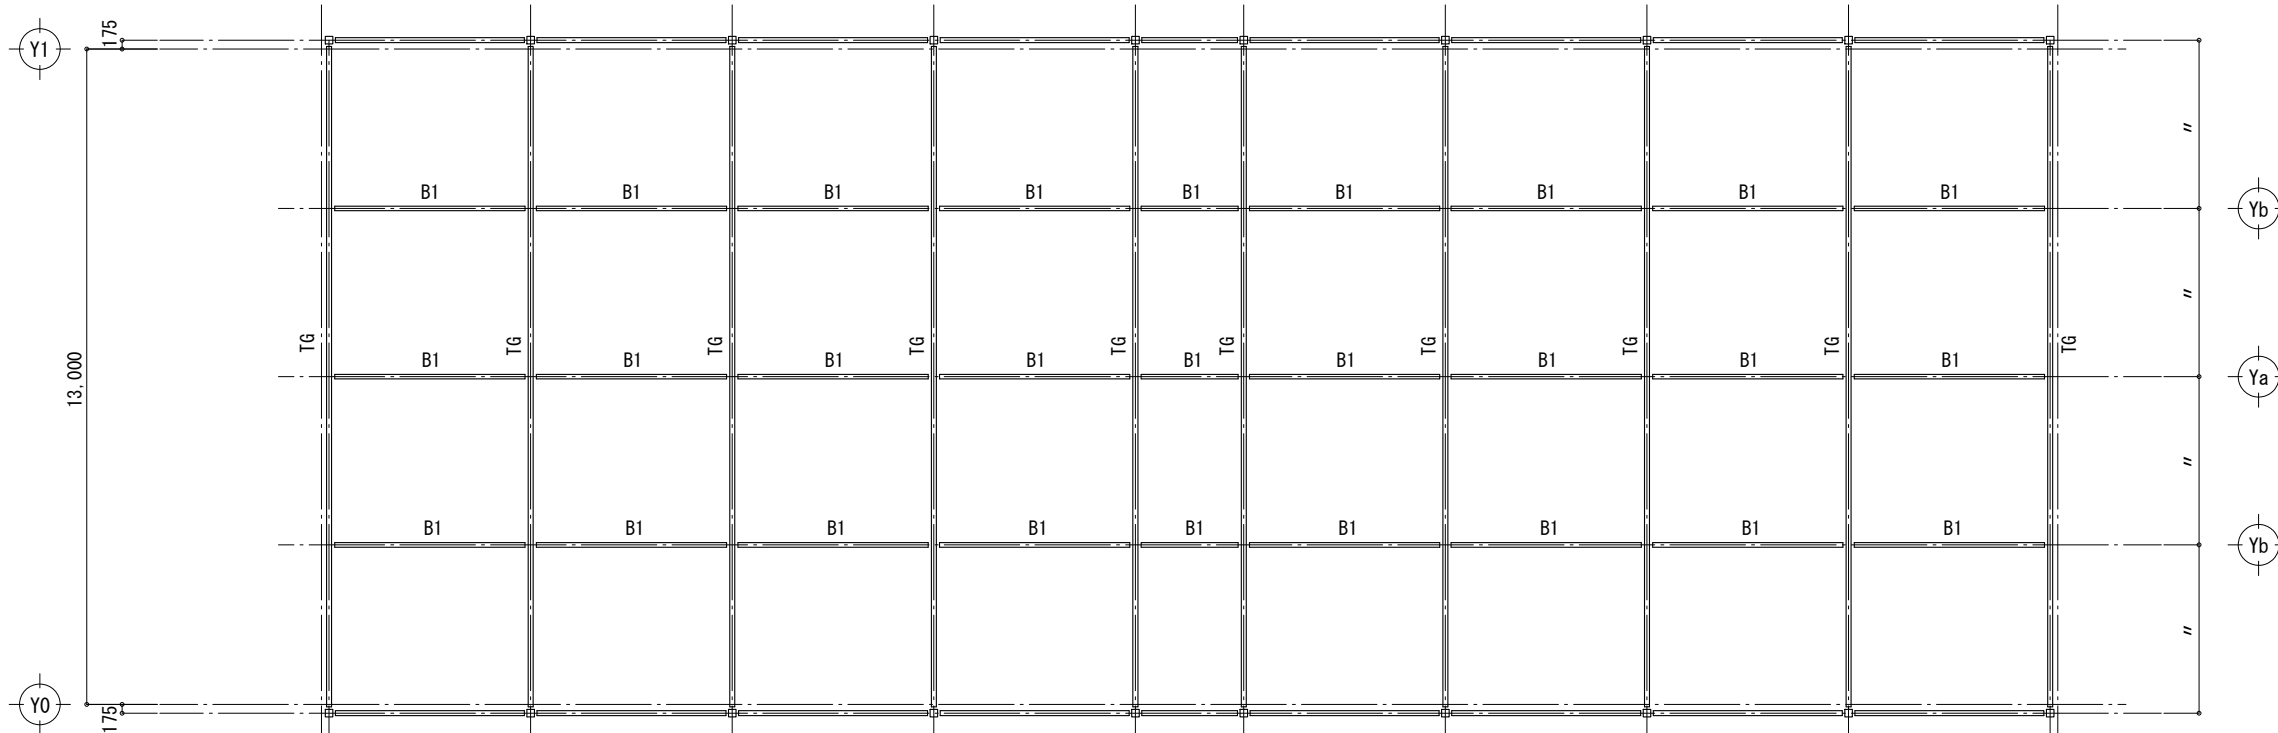 175
Y1
〃
B1 B1 B1 B1 B1 B1 B1 B1 B1
Yb
〃
TG TG TG TG TG TG TG TG TG TG
B1 B1 B1 B1 B1 B1 B1 B1 B1
Ya
13,000
〃
B1 B1 B1 B1 B1 B1 B1 B1 B1
Yb
〃
Y0
175